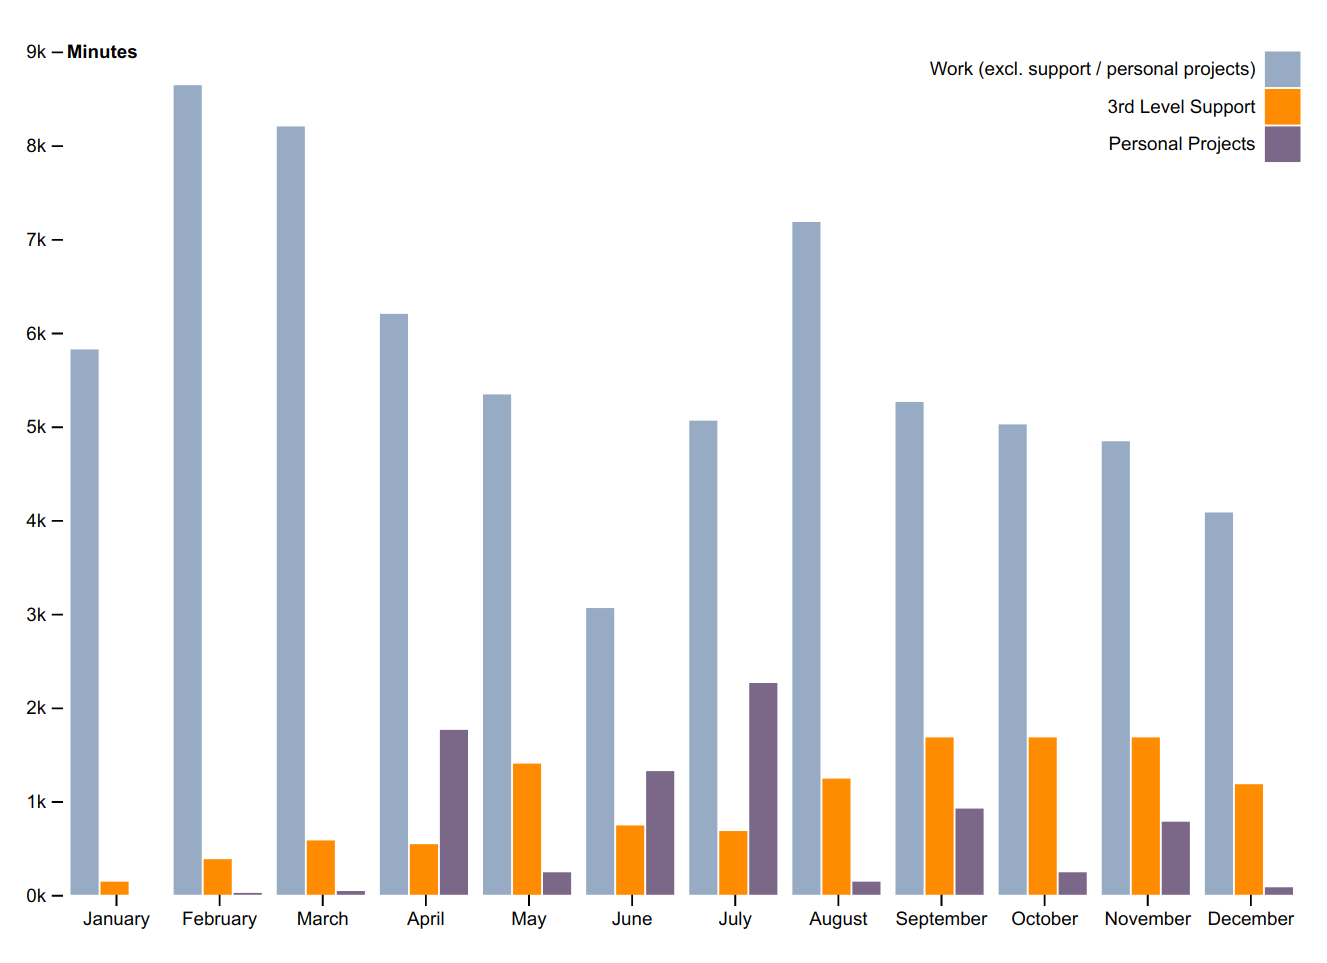 9k Minutes
Work (excl. support / personal projects)
3rd Level Support
Personal Projects
8k
7k
6k
5k
4k
3k
2k
1k
0k
January February March April May June July August September October November December